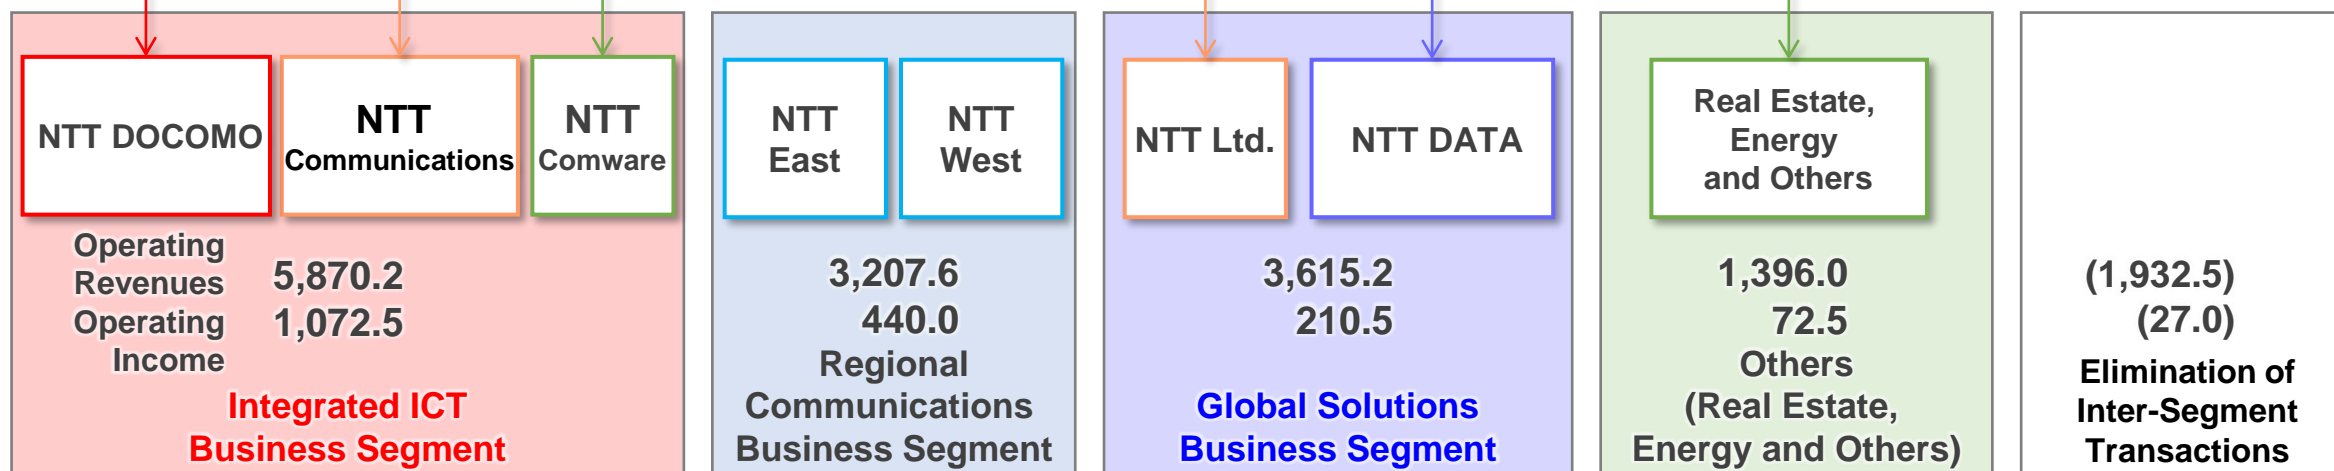 NTT DOCOMO
NTT
Communications
NTT
Comware
NTT
East
NTT
West
NTT Ltd.
NTT DATA
Real Estate,
Energy
and Others
Operating
Revenues
5,870.2
3,207.6
3,615.2
1,396.0
(1,932.5)
Operating
Income
1,072.5
440.0
210.5
72.5
(27.0)
Integrated ICT
Business Segment
Regional
Communications
Business Segment
Global Solutions
Business Segment
Others
(Real Estate,
Energy and Others)
Elimination of
Inter-Segment
Transactions